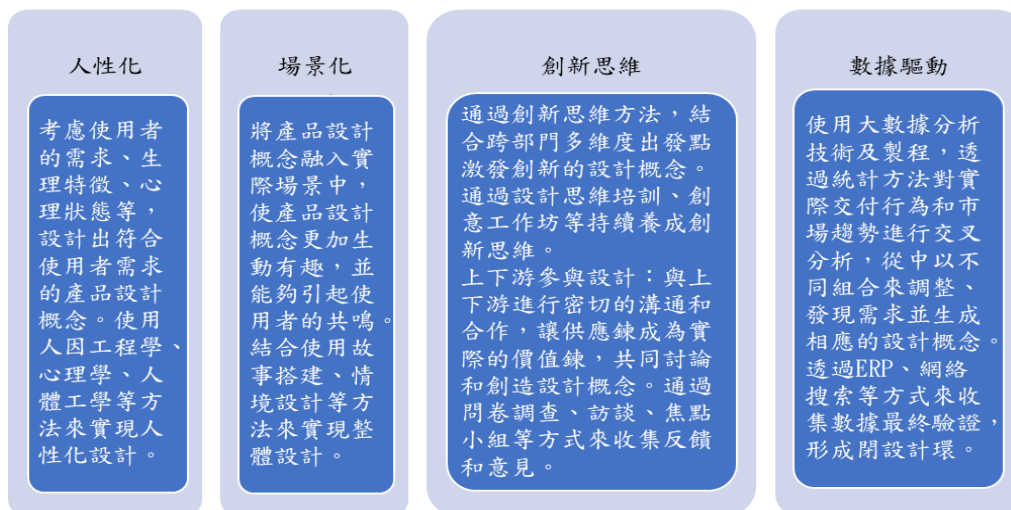 人性化
考慮使用者
的需求、生
理特徵、心
理狀態等，
設計出符合
使用者需求
的產品設計
概念。使用
人因工程學、
心理學、人
體工學等方
法來實現人
性化設計。
場景化
將產品設計
概念融入實
際場景中，
使產品設計
概念更加生
動有趣，並
能夠引起使
用者的共鳴。
結合使用故
事搭建、情
境設計等方
法來實現整
體設計。
創新思維
通過創新思維方法，結
合跨部門多維度出發點
激發創新的設計概念。
通過設計思維培訓、創
意工作坊等持續養成創
新思維。
上下游參與設計：與上
下游進行密切的溝通和
合作，讓供應鍊成為實
際的價值鍊，共同討論
和創造設計概念。通過
問卷調查、訪談、焦點
小組等方式來收集反饋
和意見。
數據驅動
使用大數據分析
技術及製程，透
過統計方法對實
際交付行為和市
場趨勢進行交叉
分析，從中以不
同組合來調整、
發現需求並生成
相應的設計概念。
透過ERP、網絡
搜索等方式來收
集數據最終驗證，
形成閉設計環。